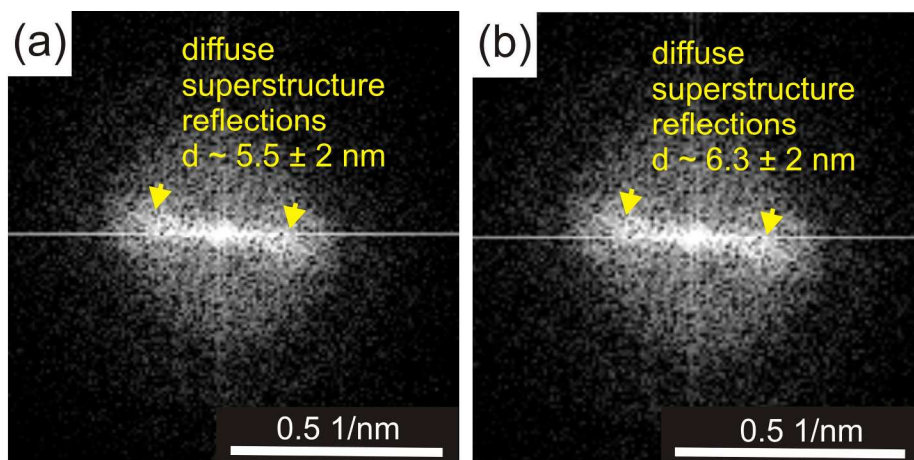 (a)
diffuse
superstructure
reflections
d ~ 5.5 ± 2 nm
0.5 1/nm
(b)
diffuse
superstructure
reflections
d ~ 6.3 ± 2 nm
0.5 1/nm